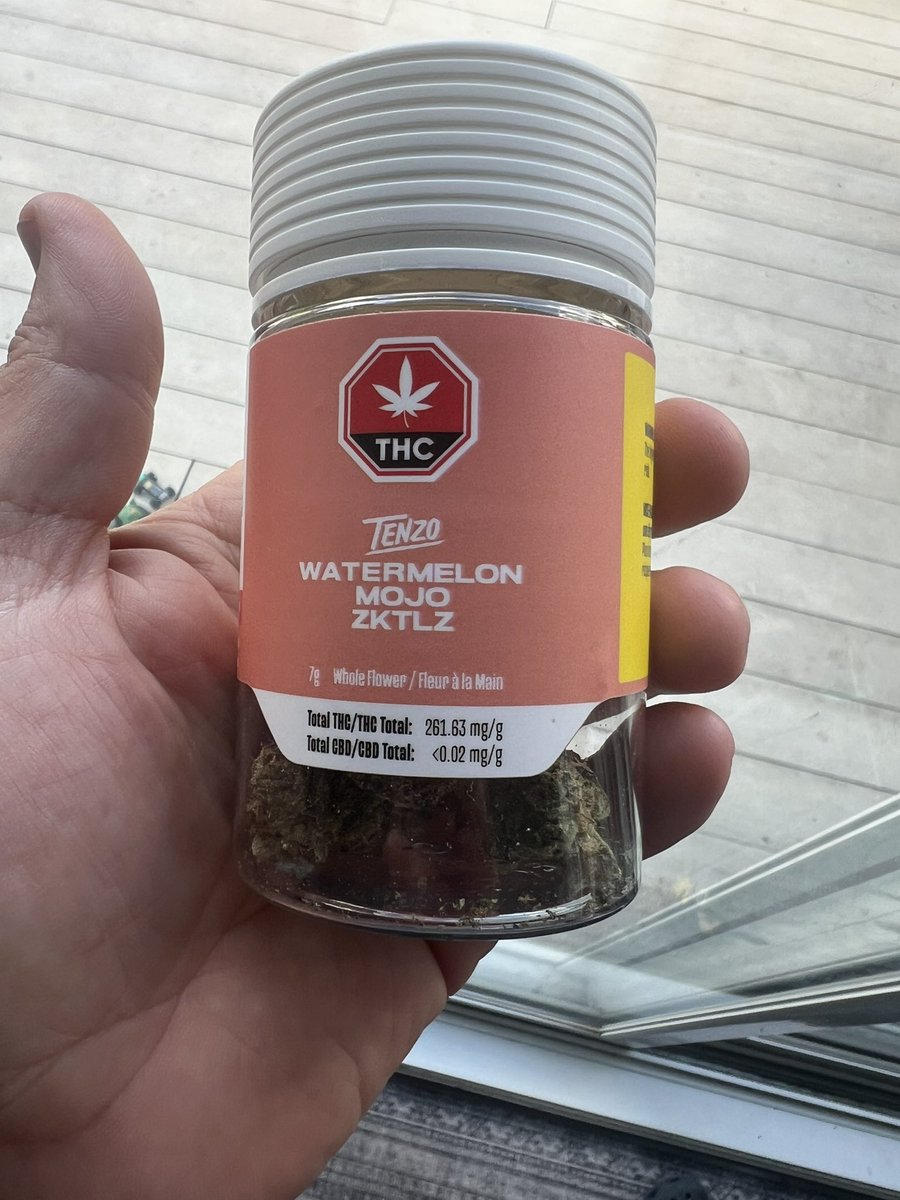 THC
TENZO
WATERMELON
MOJO
ZKTLZ
7g Whole Flower / Fleur à la Main
Total THC/THC Total: 261.63 mg/g
Total CBD/CBD Total: <0.02 mg/g